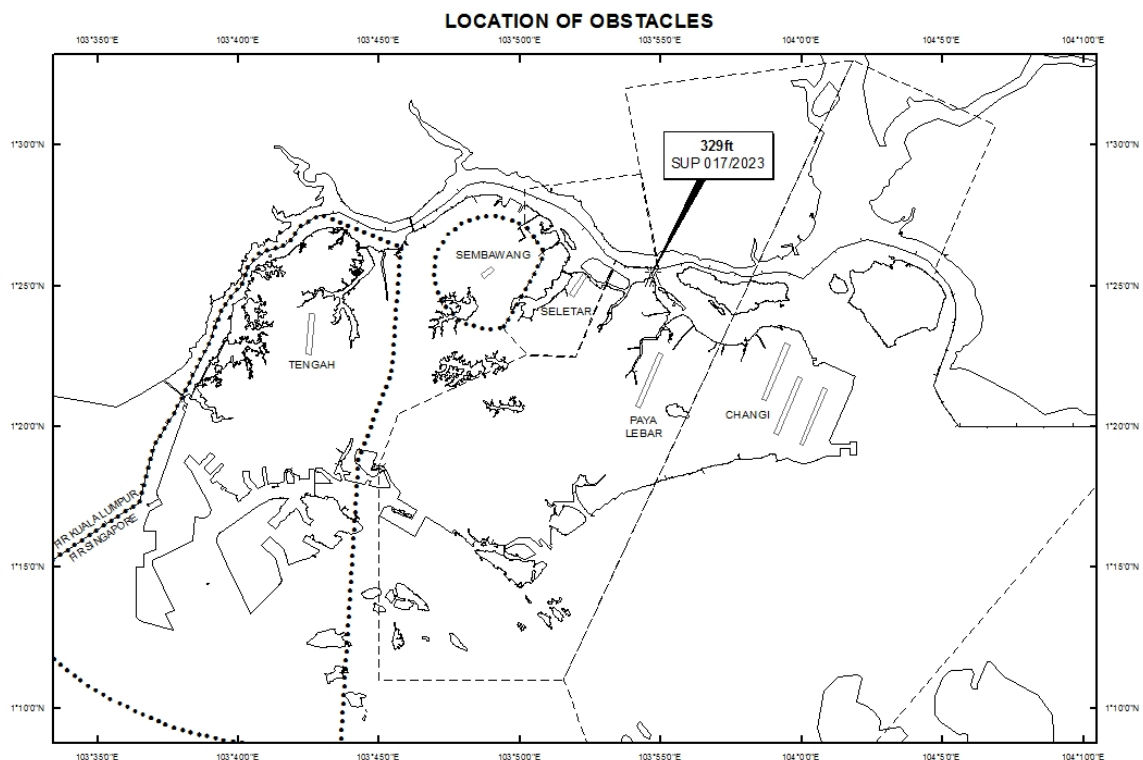 LOCATION OF OBSTACLES
103°35'0"E 103°40'0"E 103°45'0"E 103°50'0"E 103°55'0"E 104°0'0"E 104°5'0"E 104°10'0"E
1°30'0"N 1°30'0"N
329ft
SUP 017/2023
SEMBAWANG
1°25'0"N 1°25'0"N
SELETAR
TENGAH
PAYA
LEBAR
CHANGI
1°20'0"N 1°20'0"N
FIR KUALA LUMPUR
FIR SINGAPORE
1°15'0"N 1°15'0"N
1°10'0"N 1°10'0"N
103°35'0"E 103°40'0"E 103°45'0"E 103°50'0"E 103°55'0"E 104°0'0"E 104°5'0"E 104°10'0"E